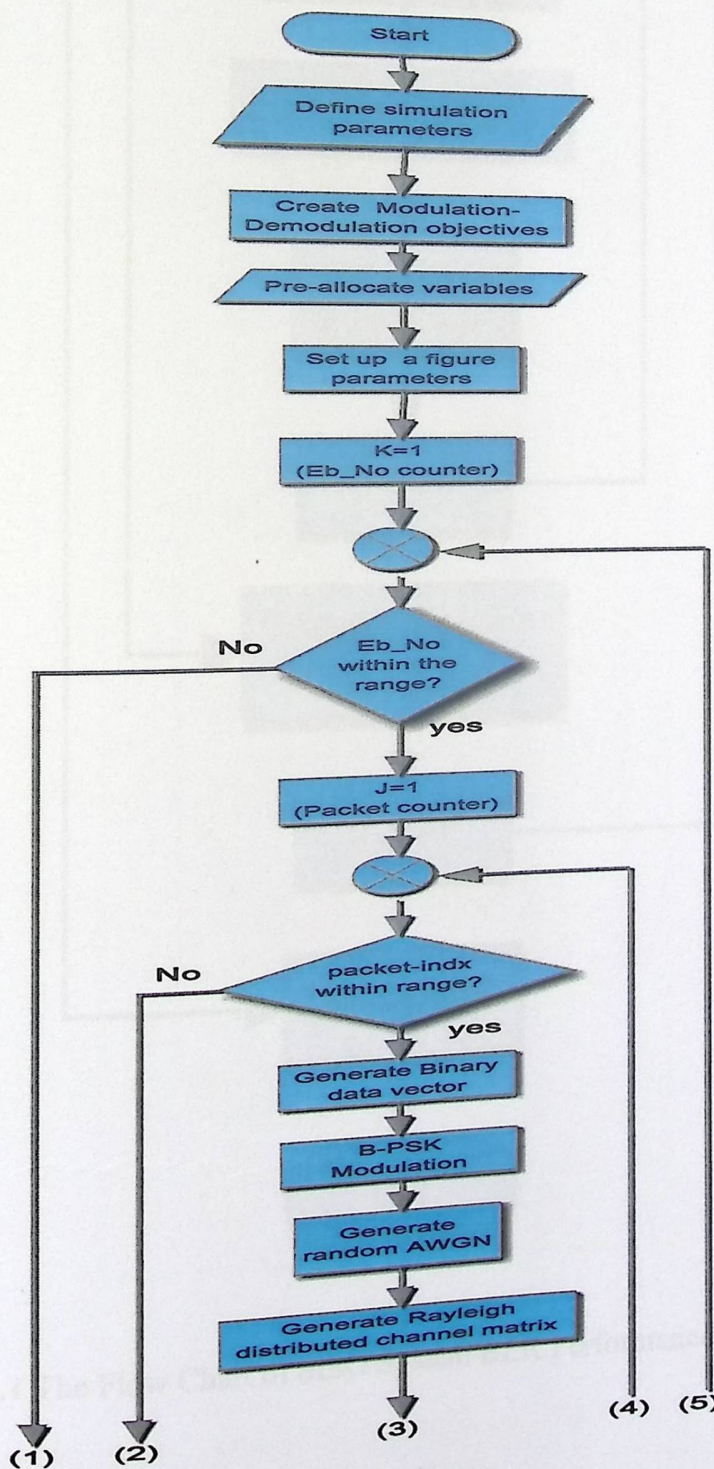 Start
Define simulation
parameters
Create Modulation-
Demodulation objectives
Pre-allocate variables
Set up a figure
parameters
K=1
(Eb_No counter)
No
Eb_No
within the
range?
yes
J=1
(Packet counter)
No
packet-indx
within range?
yes
Generate Binary
data vector
B-PSK
Modulation
Generate
random AWGN
Generate Rayleigh
distributed channel matrix
(1)
(2)
(3)
(4)
(5)